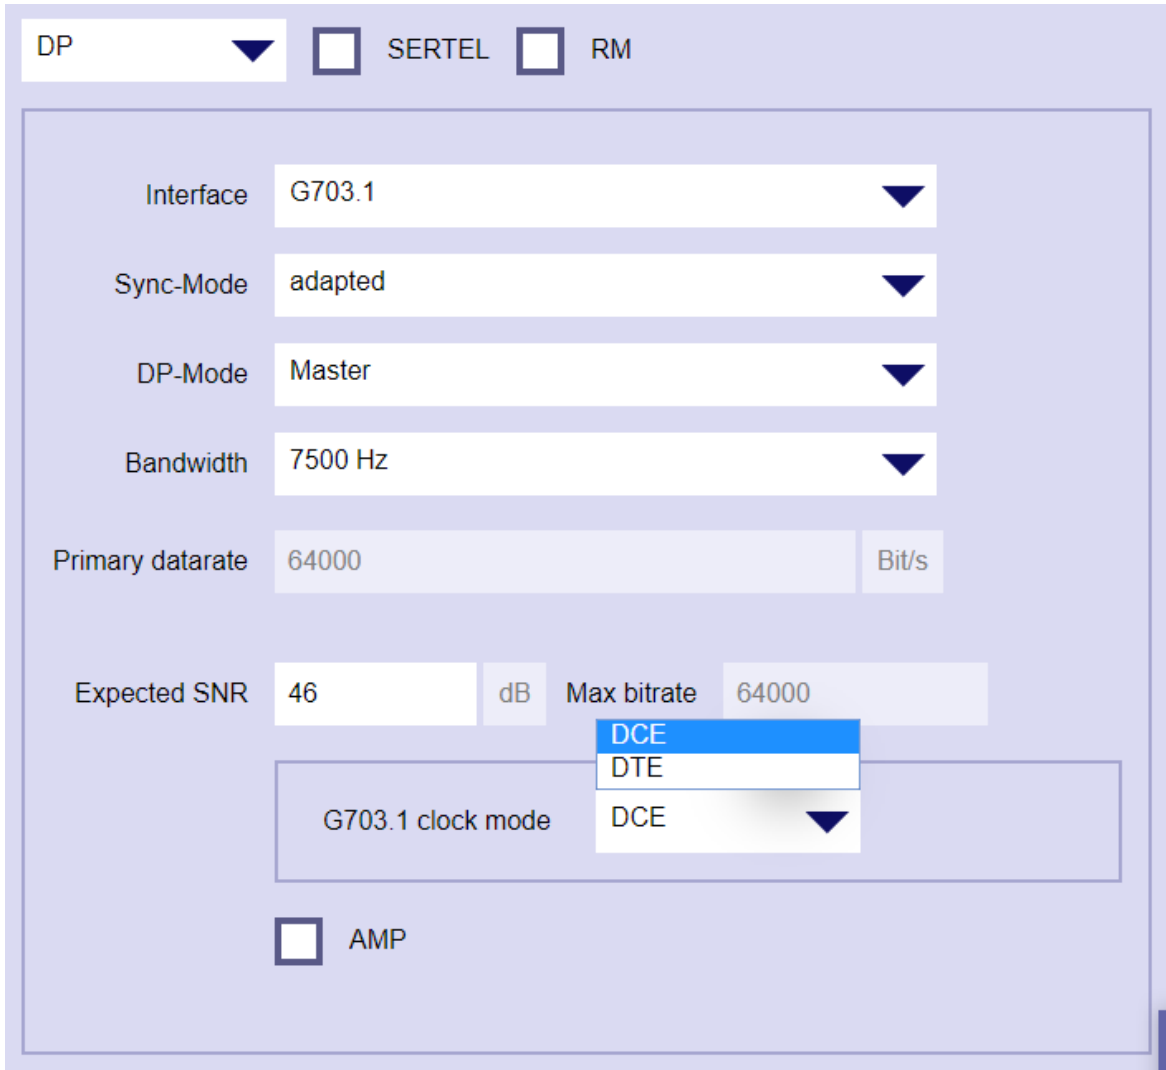 DP SERTEL RM
Interface G703.1
Sync-Mode adapted
DP-Mode Master
Bandwidth 7500 Hz
Primary datarate 64000 Bit/s
Expected SNR 46 dB Max bitrate 64000
DCE
DTE
G703.1 clock mode DCE
AMP